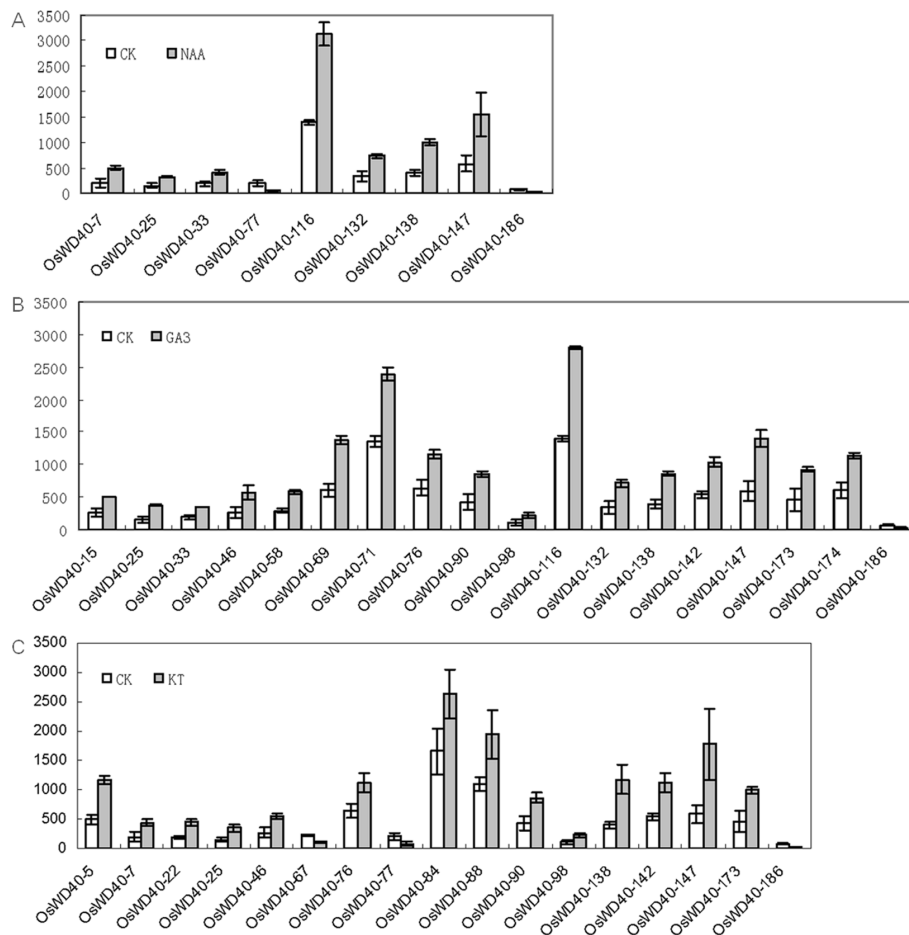 A
3500
3000
2500
2000
1500
1000
500
0
CK NAA
OsWD40-7
OsWD40-25
OsWD40-33
OsWD40-77
OsWD40-116
OsWD40-132
OsWD40-138
OsWD40-147
OsWD40-186
B
3500
3000
2500
2000
1500
1000
500
0
CK GA3
OsWD40-15
OsWD40-25
OsWD40-33
OsWD40-46
OsWD40-58
OsWD40-69
OsWD40-71
OsWD40-76
OsWD40-90
OsWD40-98
OsWD40-116
OsWD40-132
OsWD40-138
OsWD40-142
OsWD40-147
OsWD40-173
OsWD40-174
OsWD40-186
C
3500
3000
2500
2000
1500
1000
500
0
CK KT
OsWD40-5
OsWD40-7
OsWD40-22
OsWD40-25
OsWD40-46
OsWD40-67
OsWD40-76
OsWD40-77
OsWD40-84
OsWD40-88
OsWD40-90
OsWD40-98
OsWD40-138
OsWD40-142
OsWD40-147
OsWD40-173
OsWD40-186